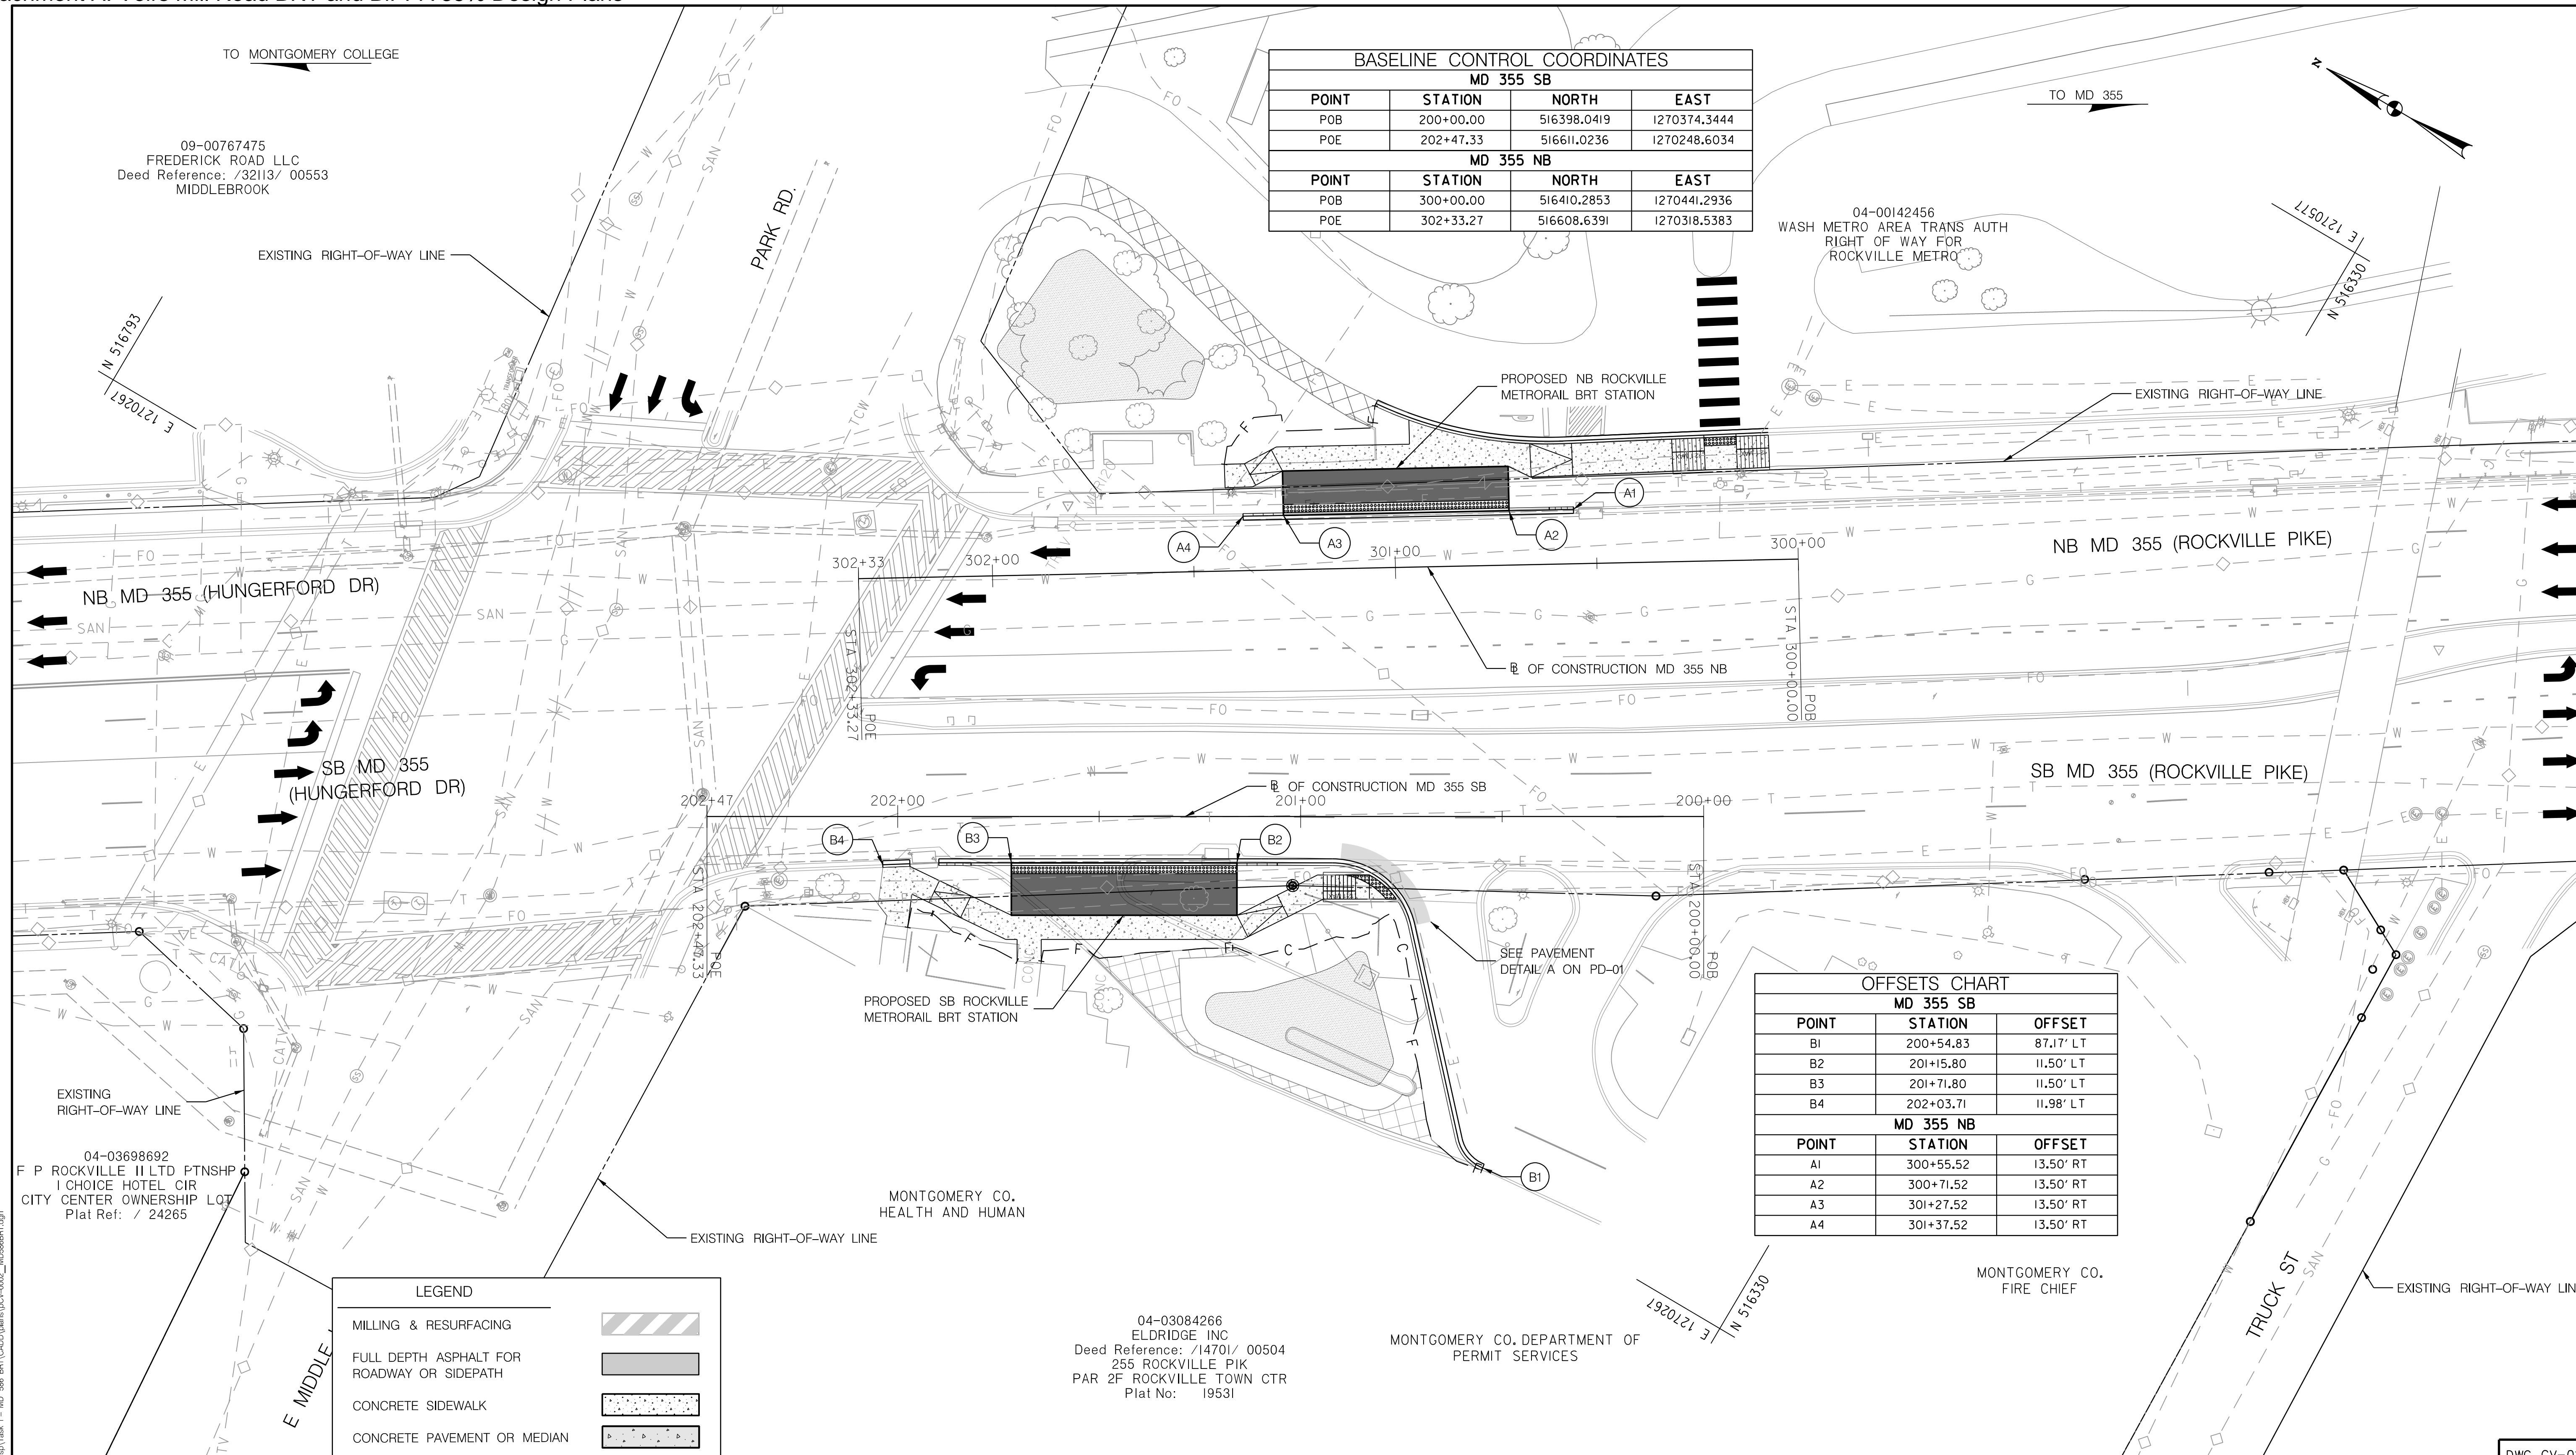 TO MONTGOMERY COLLEGE
09-00767475
FREDERICK ROAD LLC
Deed Reference: /32113/ 00553
MIDDLEBROOK
EXISTING RIGHT-OF-WAY LINE
N 516793
E 1270267
PARK RD.
BASELINE CONTROL COORDINATES
MD 355 SB
POINT STATION NORTH EAST
POB 200+00.00 516398.0419 1270374.3444
POE 202+47.33 516611.0236 1270248.6034
MD 355 NB
POINT STATION NORTH EAST
POB 300+00.00 516410.2853 1270441.2936
POE 302+33.27 516608.6391 1270318.5383
TO MD 355
N
04-00142456
WASH METRO AREA TRANS AUTH
RIGHT OF WAY FOR
ROCKVILLE METRO
E 1270577
N 516330
PROPOSED NB ROCKVILLE
METRORAIL BRT STATION
EXISTING RIGHT-OF-WAY LINE
A1
A2
A3
A4
302+33
302+00
301+00
300+00
NB MD 355 (HUNGERFORD DR)
NB MD 355 (ROCKVILLE PIKE)
STA 302+33.27
POE
STA 300+00.00
POB
BL OF CONSTRUCTION MD 355 NB
SB MD 355
(HUNGERFORD DR)
SB MD 355 (ROCKVILLE PIKE)
BL OF CONSTRUCTION MD 355 SB
202+47
202+00
201+00
200+00
B4
B3
B2
STA 202+47.33
POE
STA 200+00.00
POB
SEE PAVEMENT
DETAIL A ON PD-01
PROPOSED SB ROCKVILLE
METRORAIL BRT STATION
B1
OFFSETS CHART
MD 355 SB
POINT STATION OFFSET
B1 200+54.83 87.17' LT
B2 201+15.80 11.50' LT
B3 201+71.80 11.50' LT
B4 202+03.71 11.98' LT
MD 355 NB
POINT STATION OFFSET
A1 300+55.52 13.50' RT
A2 300+71.52 13.50' RT
A3 301+27.52 13.50' RT
A4 301+37.52 13.50' RT
EXISTING
RIGHT-OF-WAY LINE
04-03698692
F P ROCKVILLE II LTD PTNSHP
1 CHOICE HOTEL CIR
CITY CENTER OWNERSHIP LOT
Plat Ref: / 24265
MONTGOMERY CO.
HEALTH AND HUMAN
EXISTING RIGHT-OF-WAY LINE
E MIDDLE
LEGEND
MILLING & RESURFACING
FULL DEPTH ASPHALT FOR
ROADWAY OR SIDEPATH
CONCRETE SIDEWALK
CONCRETE PAVEMENT OR MEDIAN
04-03084266
ELDRIDGE INC
Deed Reference: /14701/ 00504
255 ROCKVILLE PIK
PAR 2F ROCKVILLE TOWN CTR
Plat No: 19531
MONTGOMERY CO. DEPARTMENT OF
PERMIT SERVICES
E 1270267
N 516330
MONTGOMERY CO.
FIRE CHIEF
TRUCK ST
EXISTING RIGHT-OF-WAY LIN